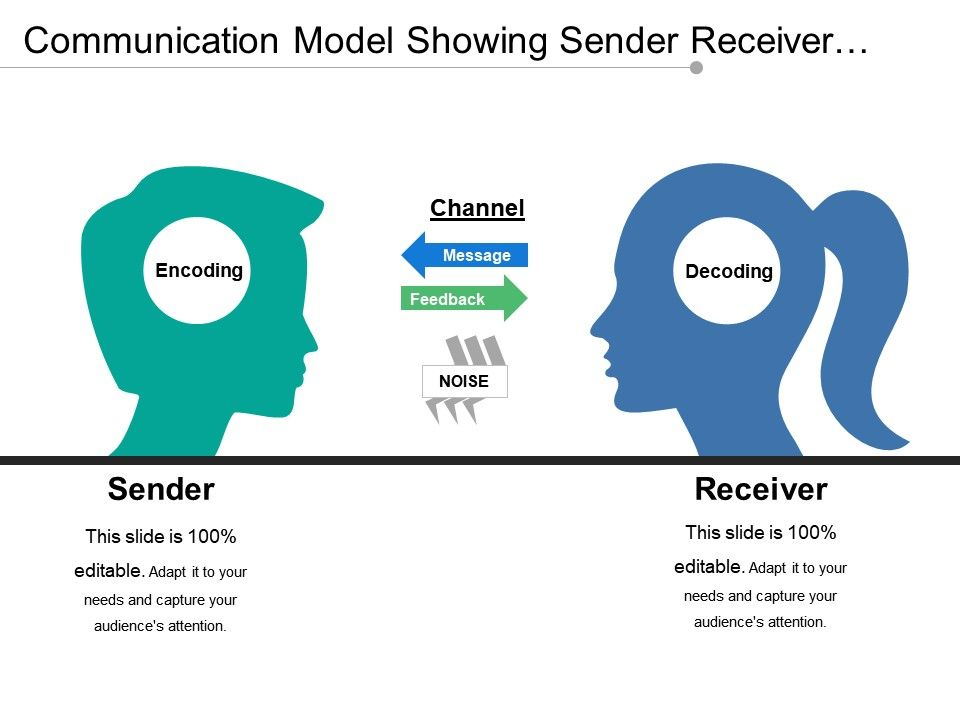 Communication Model Showing Sender Receiver…
Channel
Message
Feedback
Encoding
Decoding
NOISE
Sender
This slide is 100%
editable. Adapt it to your
needs and capture your
audience's attention.
Receiver
This slide is 100%
editable. Adapt it to your
needs and capture your
audience's attention.